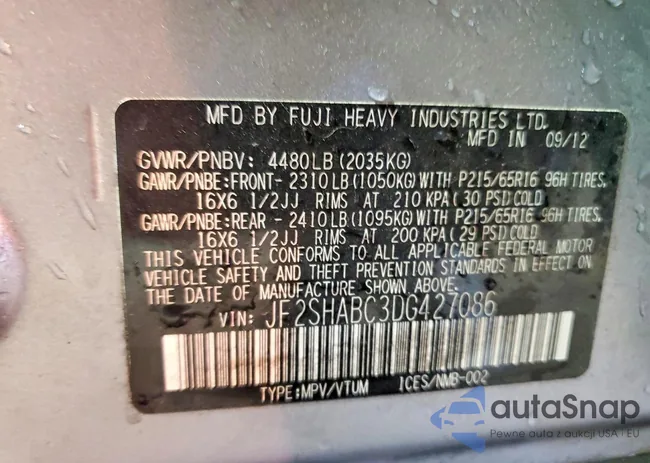 MFD BY FUJI HEAVY INDUSTRIES LTD.
MFD IN 09/12
GVWR/PNBV: 4480LB (2035KG)
GAWR/PNBE:FRONT- 2310LB (1050KG) WITH P215/65R16 96H TIRES,
16X6 1/2JJ RIMS AT 210 KPA (30 PSI) COLD
GAWR/PNBE:REAR - 2410LB (1095KG) WITH P215/65R16 96H TIRES,
16X6 1/2JJ RIMS AT 200 KPA (29 PSI) COLD
THIS VEHICLE CONFORMS TO ALL APPLICABLE FEDERAL MOTOR
VEHICLE SAFETY AND THEFT PREVENTION STANDARDS IN EFFECT ON
THE DATE OF MANUFACTURE SHOWN ABOVE.
VIN: JF2SHABC3DG427086
TYPE:MPV/VTUM ICES/NMB-002
autaSnap
Pewne auta z aukcji USA i EU